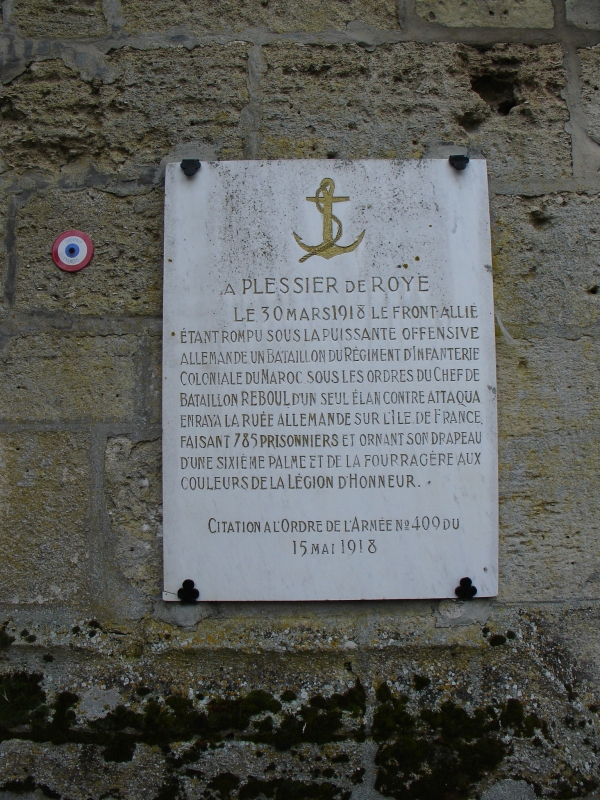 A PLESSIER DE ROYE
LE 30 MARS 1918 LE FRONT ALLIÉ
ÉTANT ROMPU SOUS LA PUISSANTE OFFENSIVE
ALLEMANDE UN BATAILLON DU RÉGIMENT D'INFANTERIE
COLONIALE DU MAROC SOUS LES ORDRES DU CHEF DE
BATAILLON REBOUL D'UN SEUL ÉLAN CONTRE ATTAQUA
ENRAYA LA RUÉE ALLEMANDE SUR L'ILE DE FRANCE,
FAISANT 785 PRISONNIERS ET ORNANT SON DRAPEAU
D'UNE SIXIÈME PALME ET DE LA FOURRAGÈRE AUX
COULEURS DE LA LÉGION D'HONNEUR.
CITATION A L'ORDRE DE L'ARMÉE Nº 409 DU
15 MAI 1918